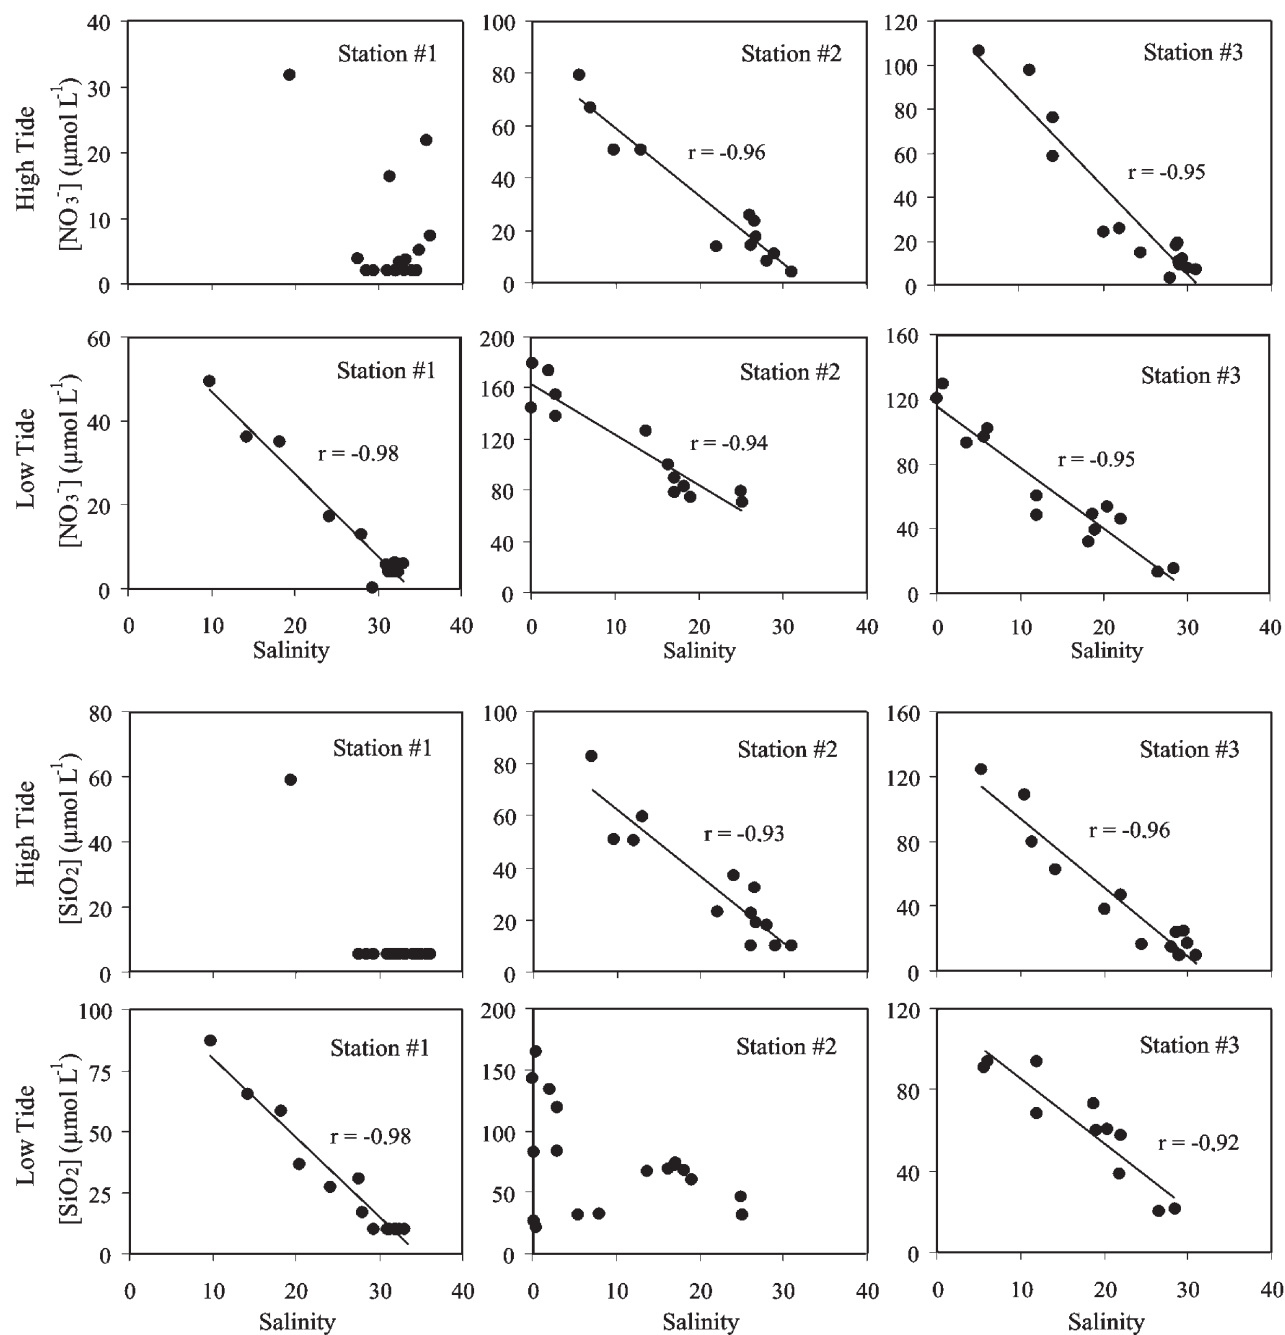 High Tide
[NO3-] (µmol L-1)
40
30
20
10
0
Station #1
100
80
60
40
20
0
Station #2
r = -0.96
120
100
80
60
40
20
0
Station #3
r = -0.95
Low Tide
[NO3-] (µmol L-1)
60
40
20
0
Station #1
r = -0.98
0 10 20 30 40
Salinity
200
160
120
80
40
0
Station #2
r = -0.94
0 10 20 30 40
Salinity
160
120
80
40
0
Station #3
r = -0.95
0 10 20 30 40
Salinity
High Tide
[SiO2] (µmol L-1)
80
60
40
20
0
Station #1
100
80
60
40
20
0
Station #2
r = -0.93
160
120
80
40
0
Station #3
r = -0.96
Low Tide
[SiO2] (µmol L-1)
100
75
50
25
0
Station #1
r = -0.98
0 10 20 30 40
Salinity
200
150
100
50
0
Station #2
0 10 20 30 40
Salinity
120
80
40
0
Station #3
r = -0.92
0 10 20 30 40
Salinity